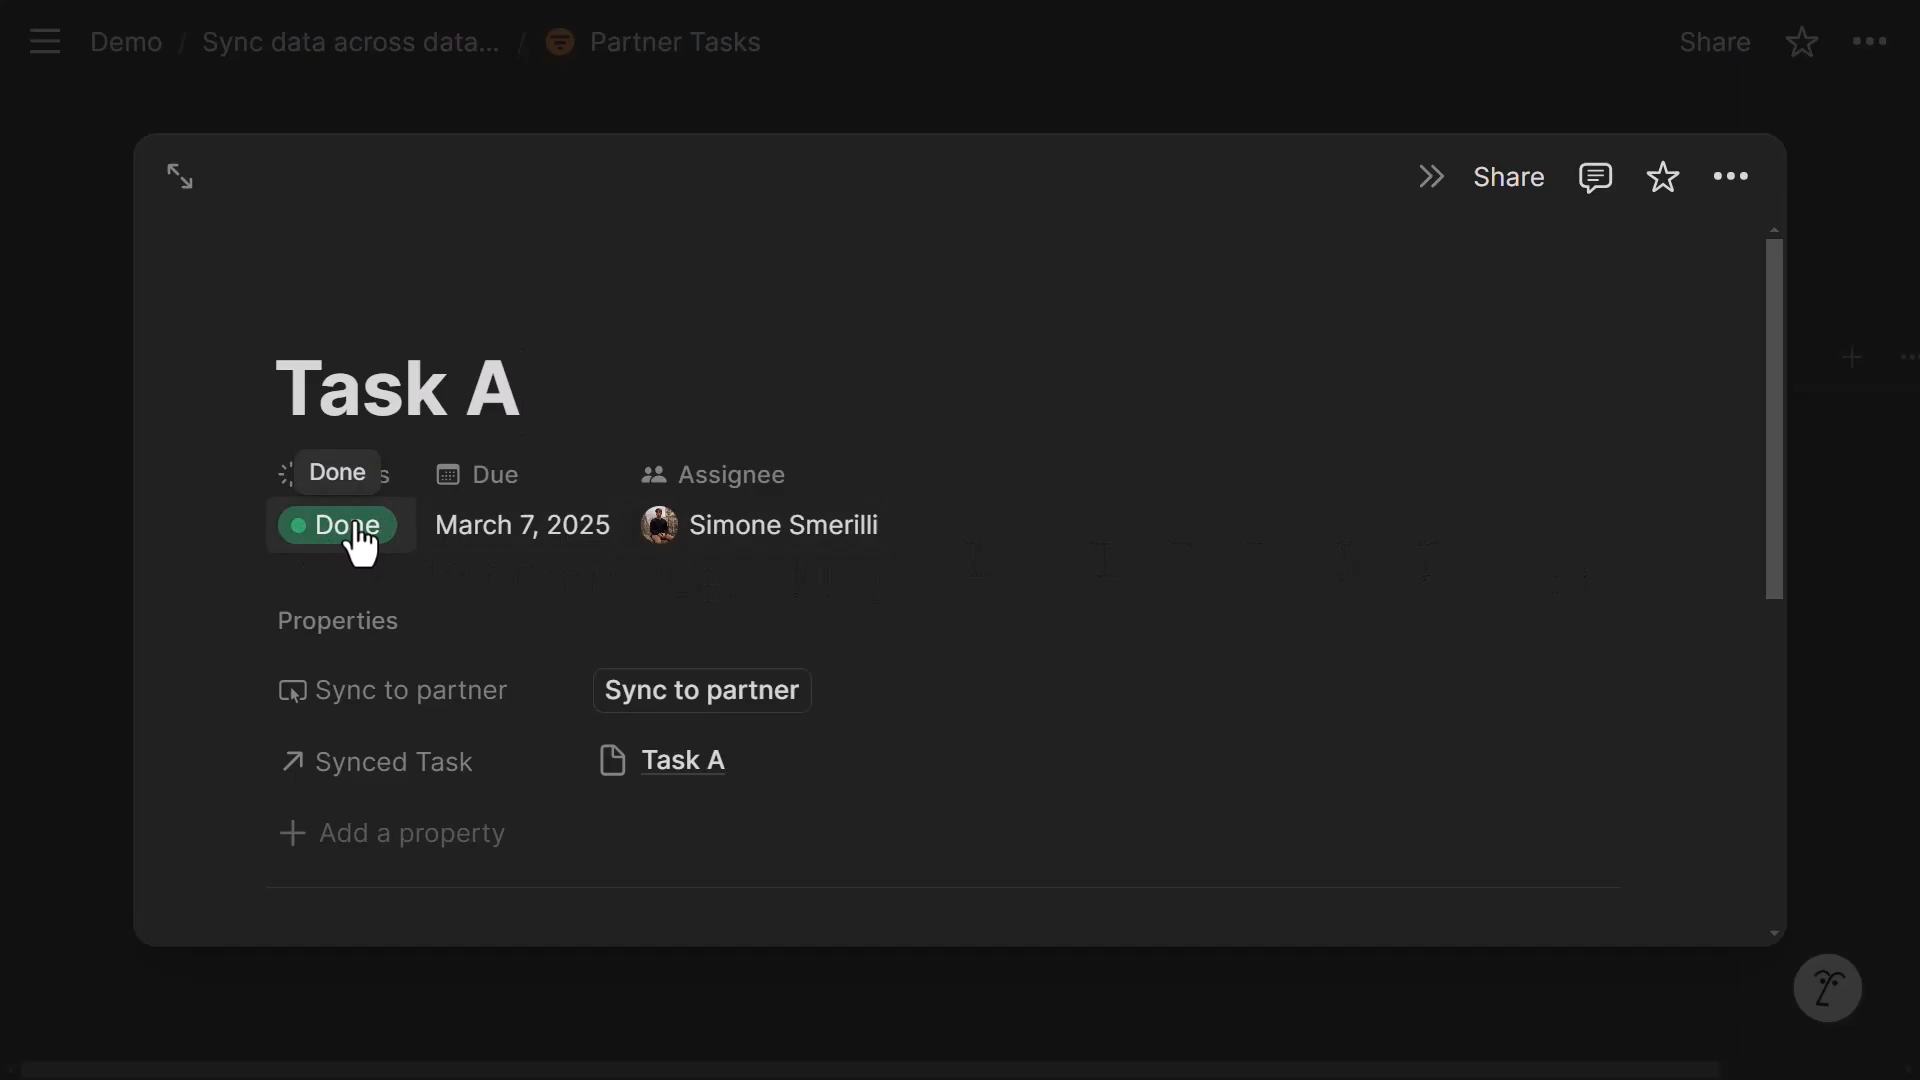 Demo / Sync data across data... / Partner Tasks
Share
Share
Task A
Done
s
Due
Assignee
Done
March 7, 2025
Simone Smerilli
Properties
Sync to partner
Sync to partner
Synced Task
Task A
Add a property